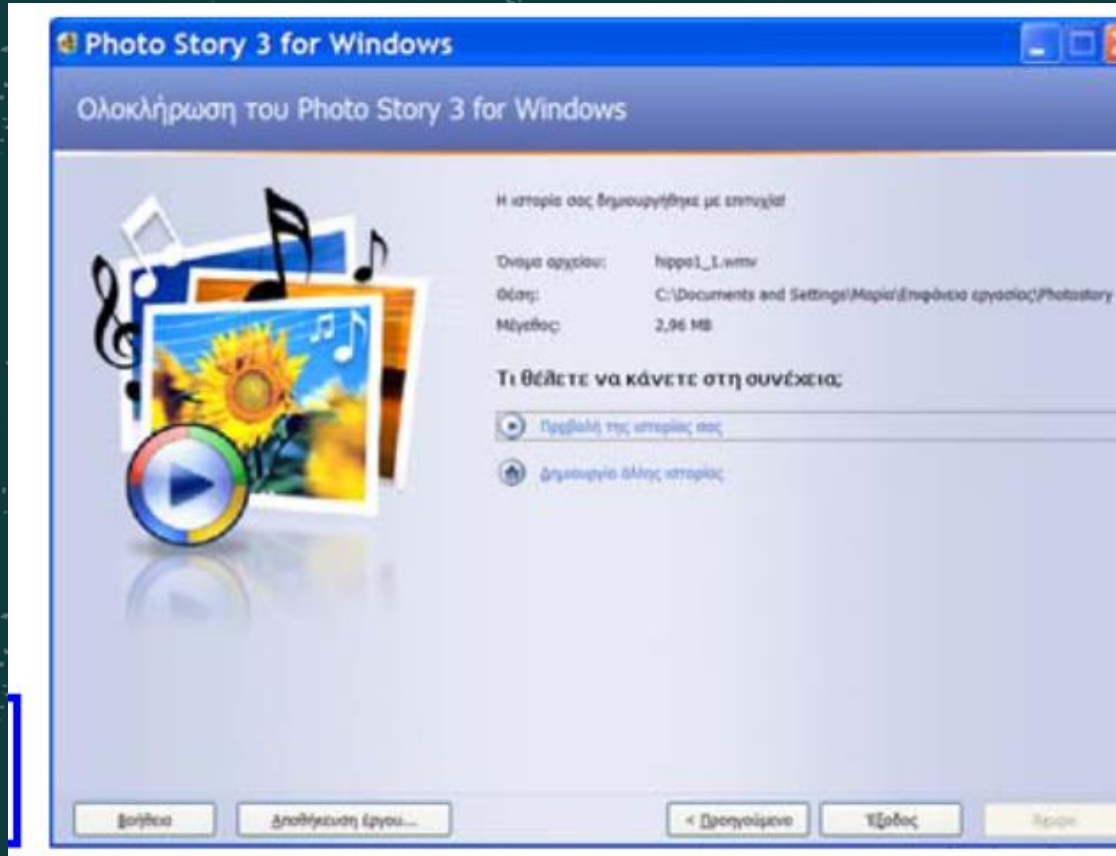 Photo Story 3 for Windows
Ολοκλήρωση του Photo Story 3 for Windows
Η ιστορία σας δημιουργήθηκε με επιτυχία!
Όνομα αρχείου: hippo1_1.wmv
Θέση: C:\Documents and Settings\Μαρία\Επιφάνεια εργασίας\Photostory
Μέγεθος: 2,96 MB
Τι θέλετε να κάνετε στη συνέχεια;
Προβολή της ιστορίας σας
Δημιουργία άλλης ιστορίας
Βοήθεια Αποθήκευση έργου... < Προηγούμενο Έξοδος